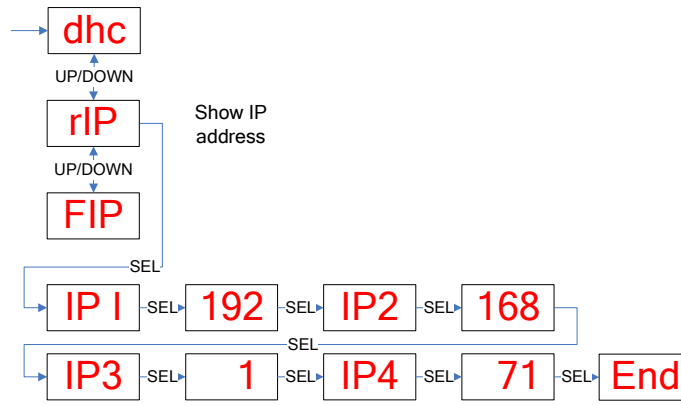 dhc
UP/DOWN
rIP
Show IP
address
UP/DOWN
FIP
SEL
IP I SEL 192 SEL IP2 SEL 168
SEL
IP3 SEL 1 SEL IP4 SEL 71 SEL End